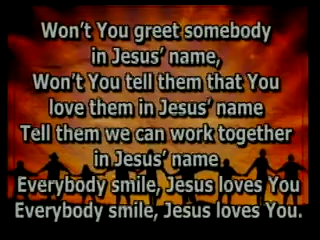 Won't You greet somebody
in Jesus' name,
Won't You tell them that You
love them in Jesus' name
Tell them we can work together
in Jesus' name
Everybody smile, Jesus loves You
Everybody smile, Jesus loves You.